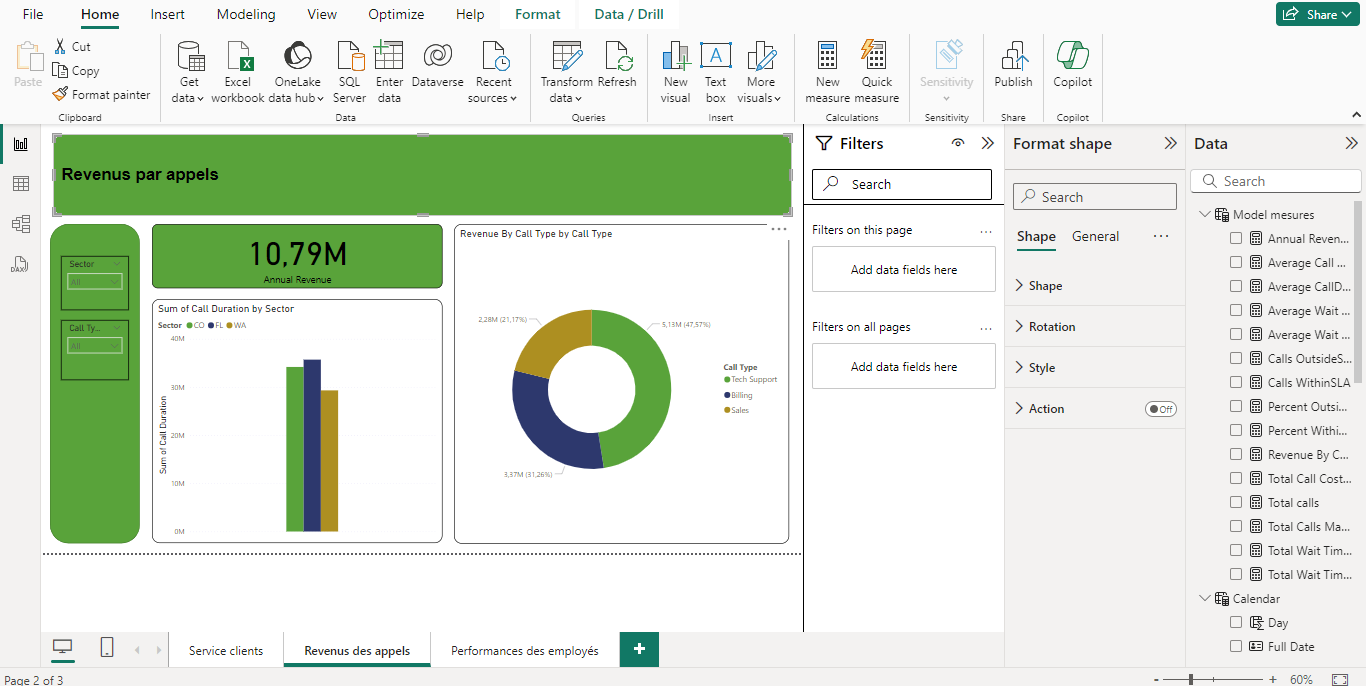 File Home Insert Modeling View Optimize Help Format Data / Drill Share
Paste
Cut
Copy
Format painter
Clipboard
Get data
Excel workbook
OneLake data hub
SQL Server
Enter data
Dataverse
Recent sources
Data
Transform data
Refresh
Queries
New visual
Text box
More visuals
Insert
New measure
Quick measure
Calculations
Sensitivity
Sensitivity
Publish
Share
Copilot
Copilot
Revenus par appels
Sector
All
Call Ty...
All
10,79M
Annual Revenue
Sum of Call Duration by Sector
Sector CO FL WA
Sum of Call Duration
40M
30M
20M
10M
0M
Revenue By Call Type by Call Type
2,28M (21,17%)
5,13M (47,57%)
3,37M (31,26%)
Call Type
Tech Support
Billing
Sales
Filters
Search
Filters on this page ...
Add data fields here
Filters on all pages ...
Add data fields here
Format shape
Search
Shape General ...
Shape
Rotation
Style
Action Off
Data
Search
Model mesures
Annual Reven...
Average Call ...
Average CallD...
Average Wait ...
Average Wait ...
Calls OutsideS...
Calls WithinSLA
Percent Outsi...
Percent Withi...
Revenue By C...
Total Call Cost...
Total calls
Total Calls Ma...
Total Wait Tim...
Total Wait Tim...
Calendar
Day
Full Date
Service clients Revenus des appels Performances des employés +
Page 2 of 3
- + 60%